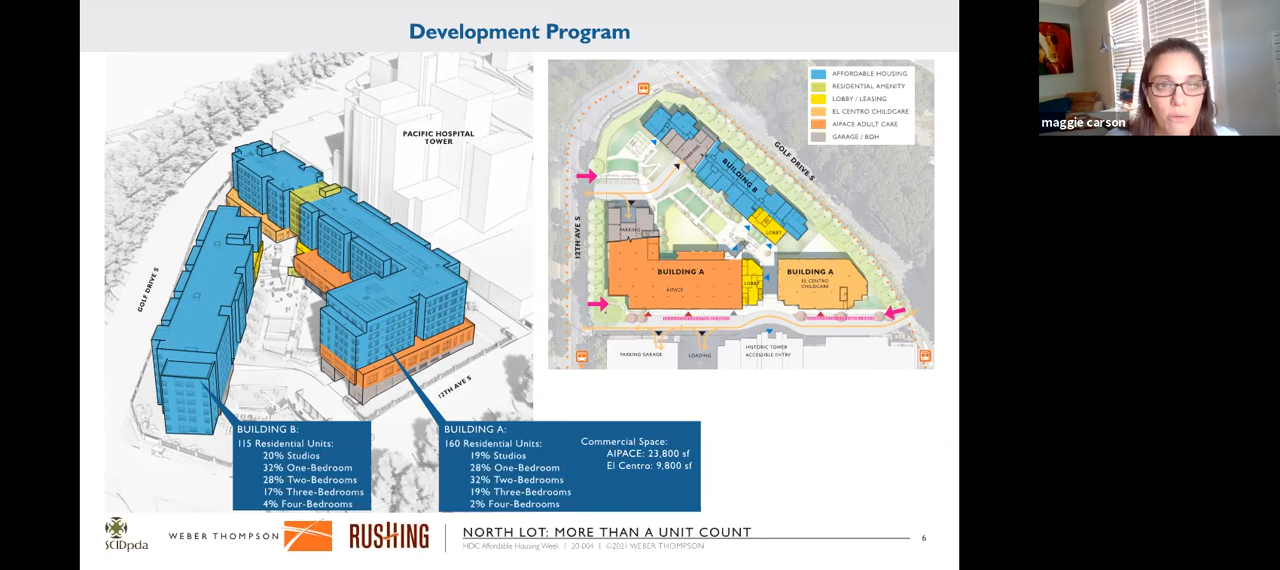 Development Program
maggie carson
PACIFIC HOSPITAL
TOWER
GOLF DRIVE S
12TH AVE S
AFFORDABLE HOUSING
RESIDENTIAL AMENITY
LOBBY / LEASING
EL CENTRO CHILDCARE
AIPACE ADULT CARE
GARAGE / BOH
GOLF DRIVE S
12TH AVE S
PARKING
BUILDING B
LOBBY
PARKING
BUILDING A
AIPACE
LOBBY
BUILDING A
EL CENTRO
CHILDCARE
PARKING GARAGE
LOADING
HISTORIC TOWER
ACCESSIBLE ENTRY
BUILDING B:
115 Residential Units:
20% Studios
32% One-Bedroom
28% Two-Bedrooms
17% Three-Bedrooms
4% Four-Bedrooms
BUILDING A:
160 Residential Units:
19% Studios
28% One-Bedroom
32% Two-Bedrooms
19% Three-Bedrooms
2% Four-Bedrooms
Commercial Space:
AIPACE: 23,800 sf
El Centro: 9,800 sf
SCIDpda
WEBER THOMPSON
RUSHING
NORTH LOT: MORE THAN A UNIT COUNT
HDC Affordable Housing Week | 20-004 | ©2021 WEBER THOMPSON
6